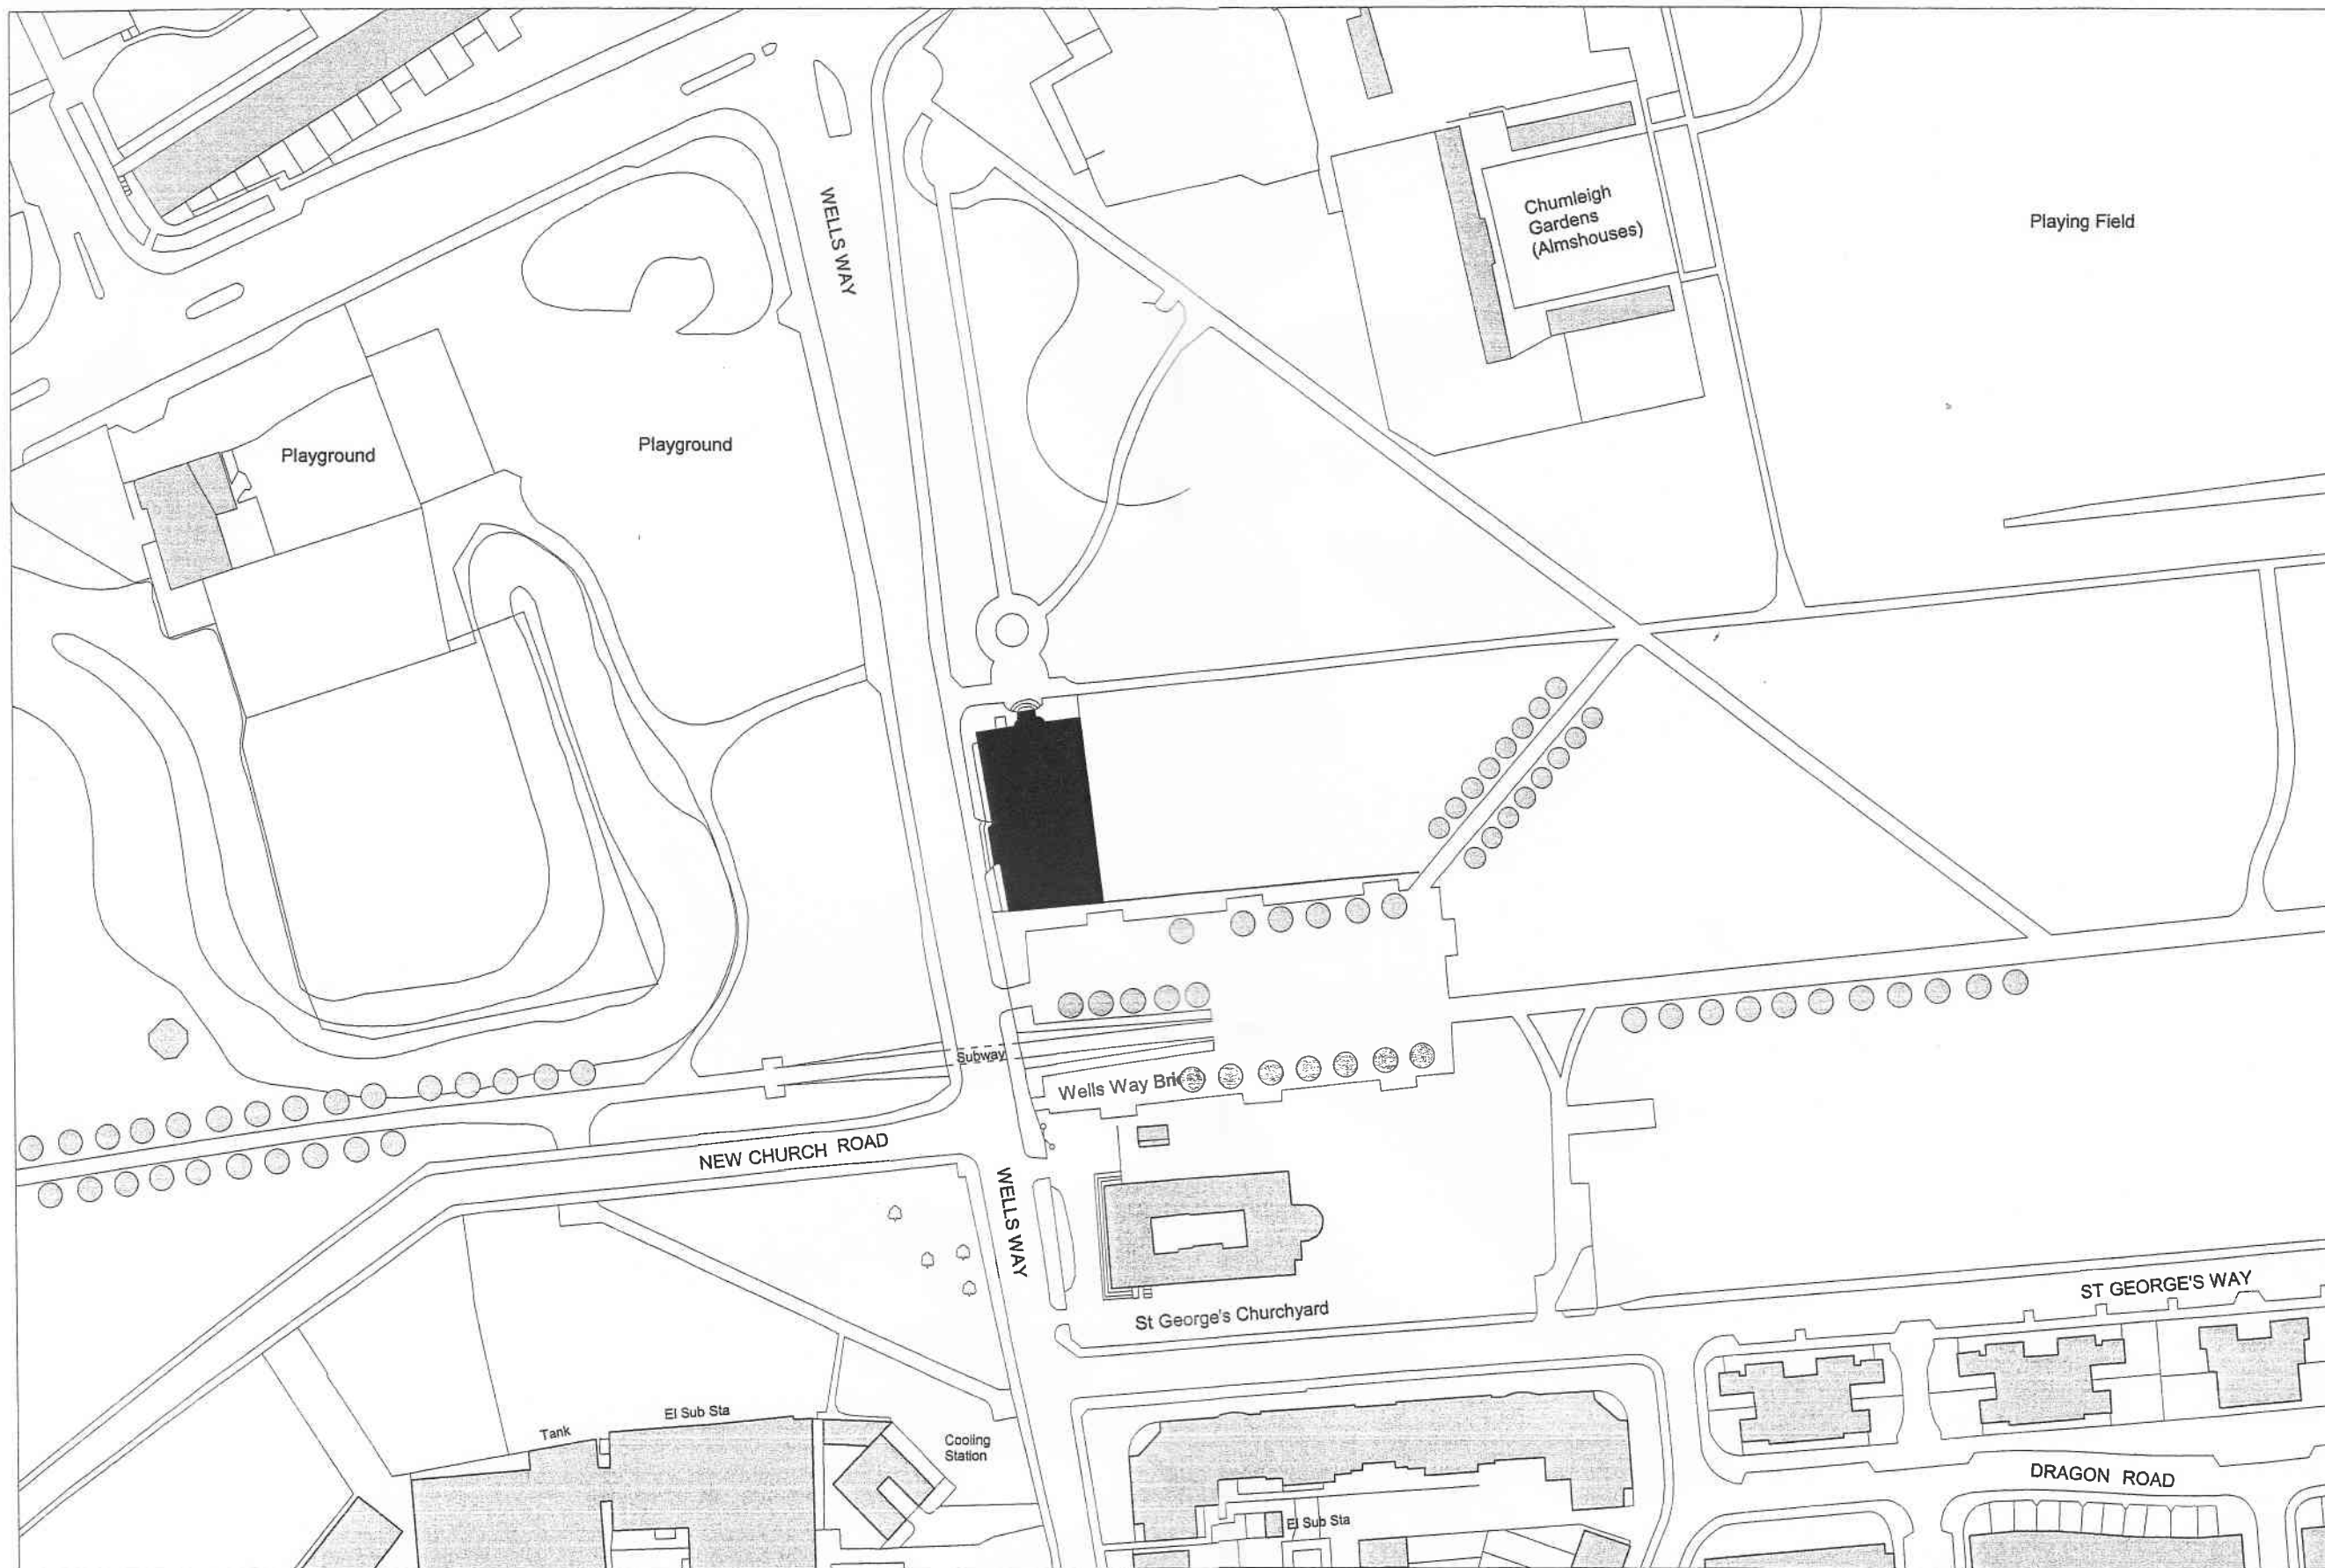 WELLS WAY
Chumleigh
Gardens
(Almshouses)
Playing Field
Playground
Playground
Subway
Wells Way Bri
NEW CHURCH ROAD
WELLS WAY
ST GEORGE'S WAY
St George's Churchyard
El Sub Sta
Tank
Cooling
Station
DRAGON ROAD
El Sub Sta